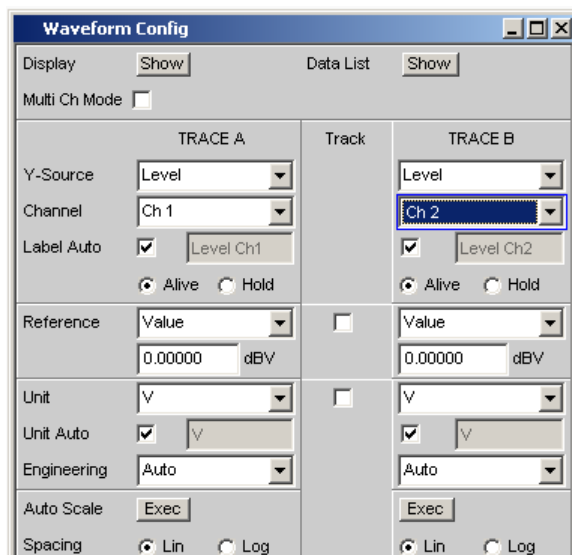 Waveform Config
Display Show Data List Show
Multi Ch Mode
TRACE A Track TRACE B
Y-Source Level Level
Channel Ch 1 Ch 2
Label Auto Level Ch1 Level Ch2
Alive Hold Alive Hold
Reference Value Value
0.00000 dBV 0.00000 dBV
Unit V V
Unit Auto V V
Engineering Auto Auto
Auto Scale Exec Exec
Spacing Lin Log Lin Log